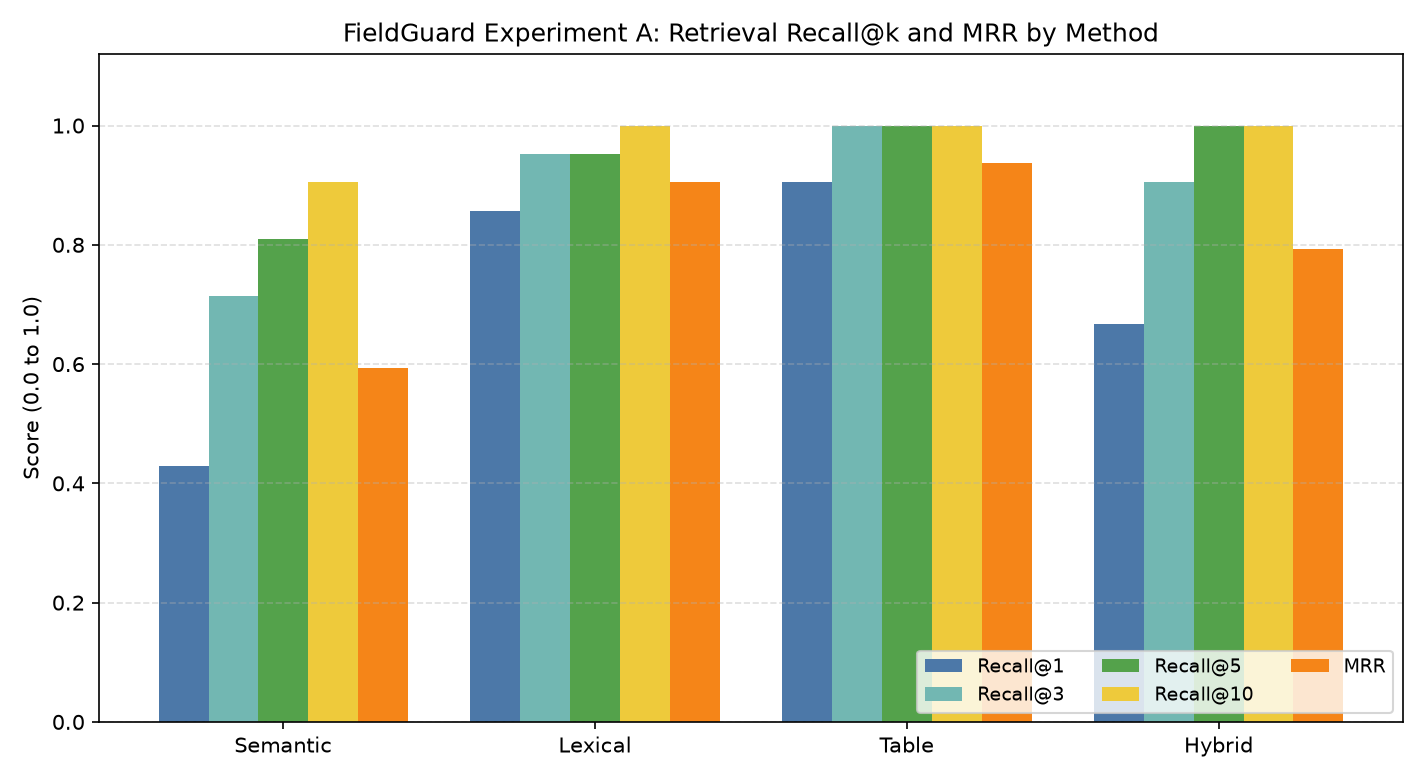 FieldGuard Experiment A: Retrieval Recall@k and MRR by Method
Score (0.0 to 1.0)
1.0
0.8
0.6
0.4
0.2
0.0
Recall@1 Recall@5 MRR
Recall@3 Recall@10
Semantic Lexical Table Hybrid